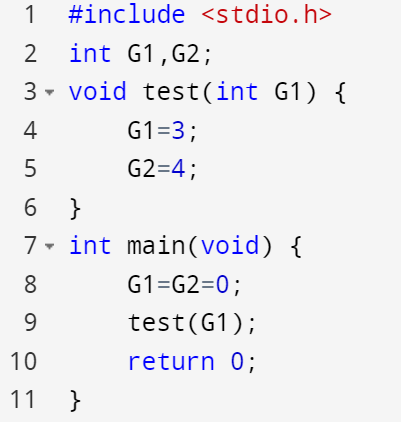 1 #include <stdio.h>
2 int G1,G2;
3 void test(int G1) {
4     G1=3;
5     G2=4;
6 }
7 int main(void) {
8     G1=G2=0;
9     test(G1);
10     return 0;
11 }